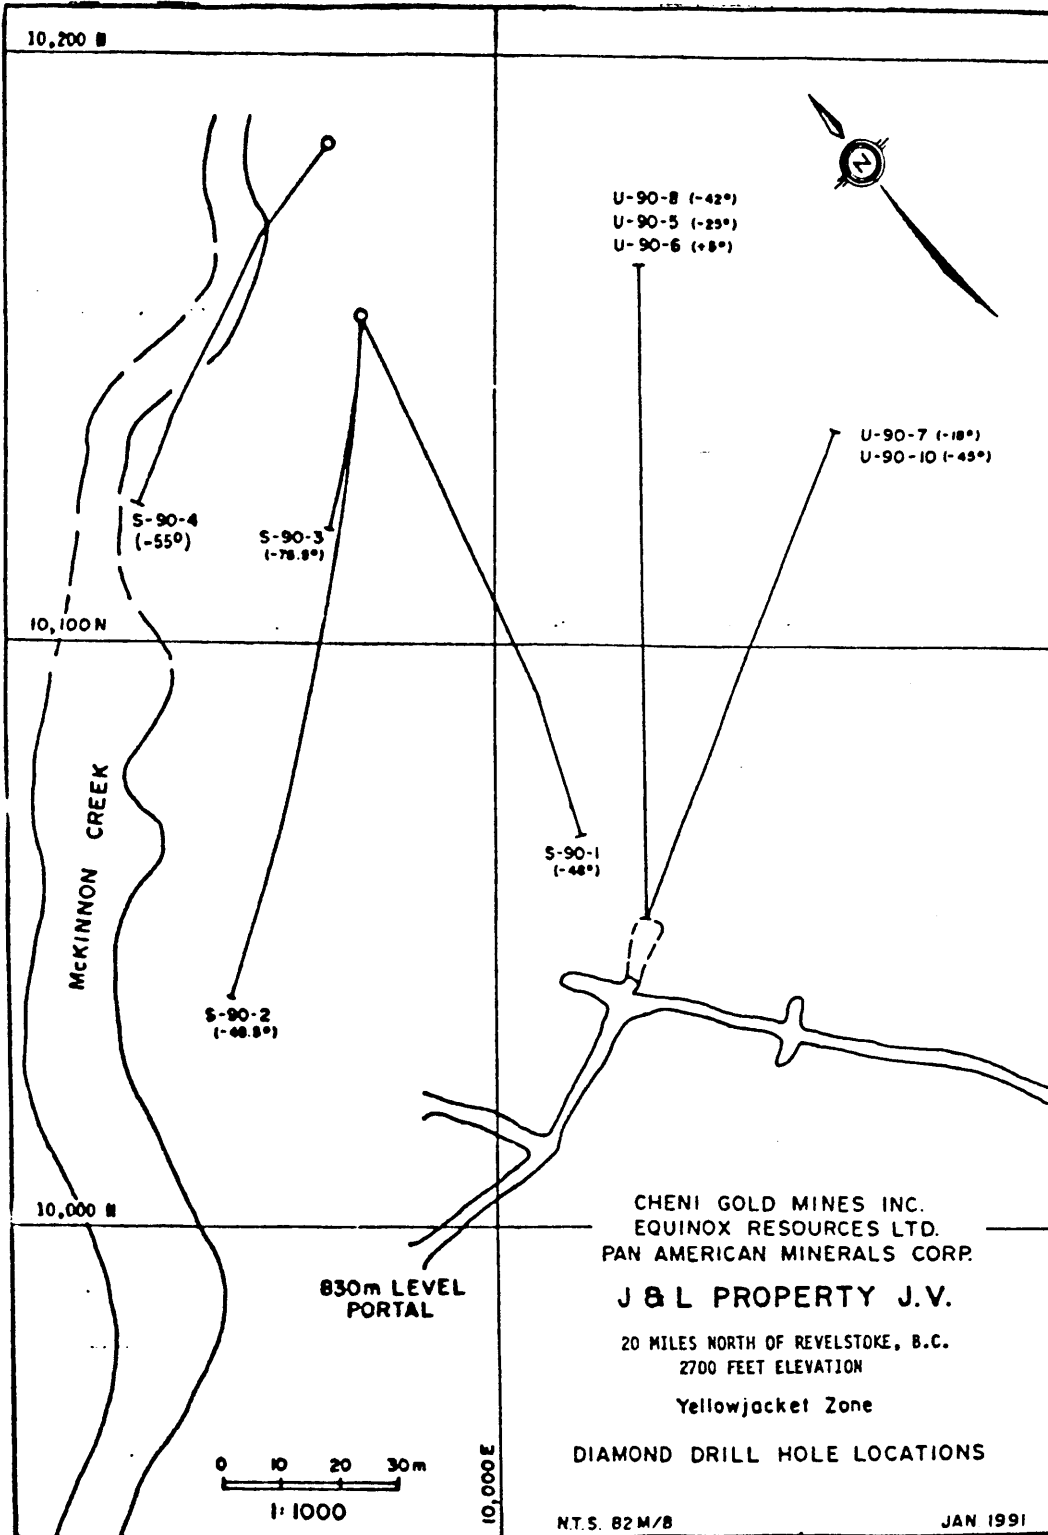 10,200 N
N
U-90-8 (-42°)
U-90-5 (-25°)
U-90-6 (+8°)
U-90-7 (-18°)
U-90-10 (-45°)
S-90-4
(-55°)
S-90-3
10,100 N
McKINNON CREEK
S-90-1
(-48°)
S-90-2
(-48.5°)
10,000 N
830m LEVEL
PORTAL
CHENI GOLD MINES INC.
EQUINOX RESOURCES LTD.
PAN AMERICAN MINERALS CORP.
J & L PROPERTY J.V.
20 MILES NORTH OF REVELSTOKE, B.C.
2700 FEET ELEVATION
Yellowjacket Zone
DIAMOND DRILL HOLE LOCATIONS
0 10 20 30m
1:1000
10,000 E
N.T.S. 82 M/8
JAN 1991